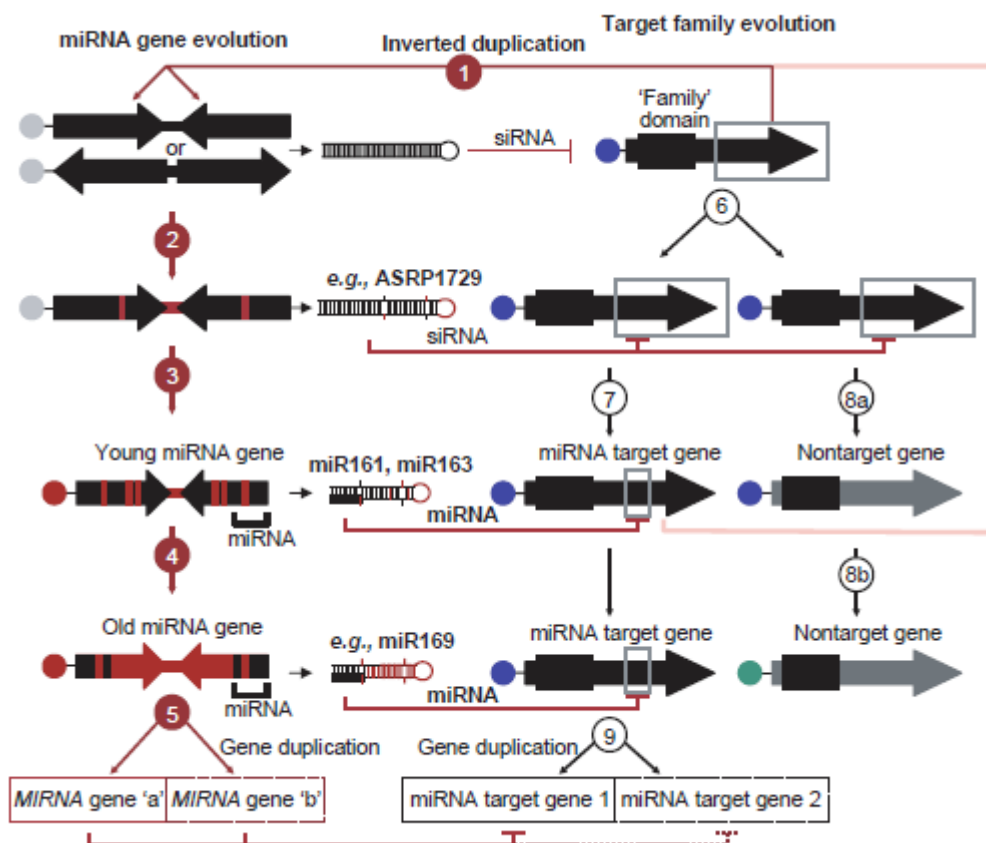 Target family evolution
miRNA gene evolution
Inverted duplication
1
'Family'
domain
or
siRNA
6
2
e.g., ASRP1729
siRNA
3
7
8a
Young miRNA gene
miR161, miR163
miRNA target gene
Nontarget gene
miRNA
miRNA
4
8b
Old miRNA gene
e.g., miR169
miRNA target gene
Nontarget gene
miRNA
miRNA
5
Gene duplication
Gene duplication
9
MIRNA gene 'a'
MIRNA gene 'b'
miRNA target gene 1
miRNA target gene 2